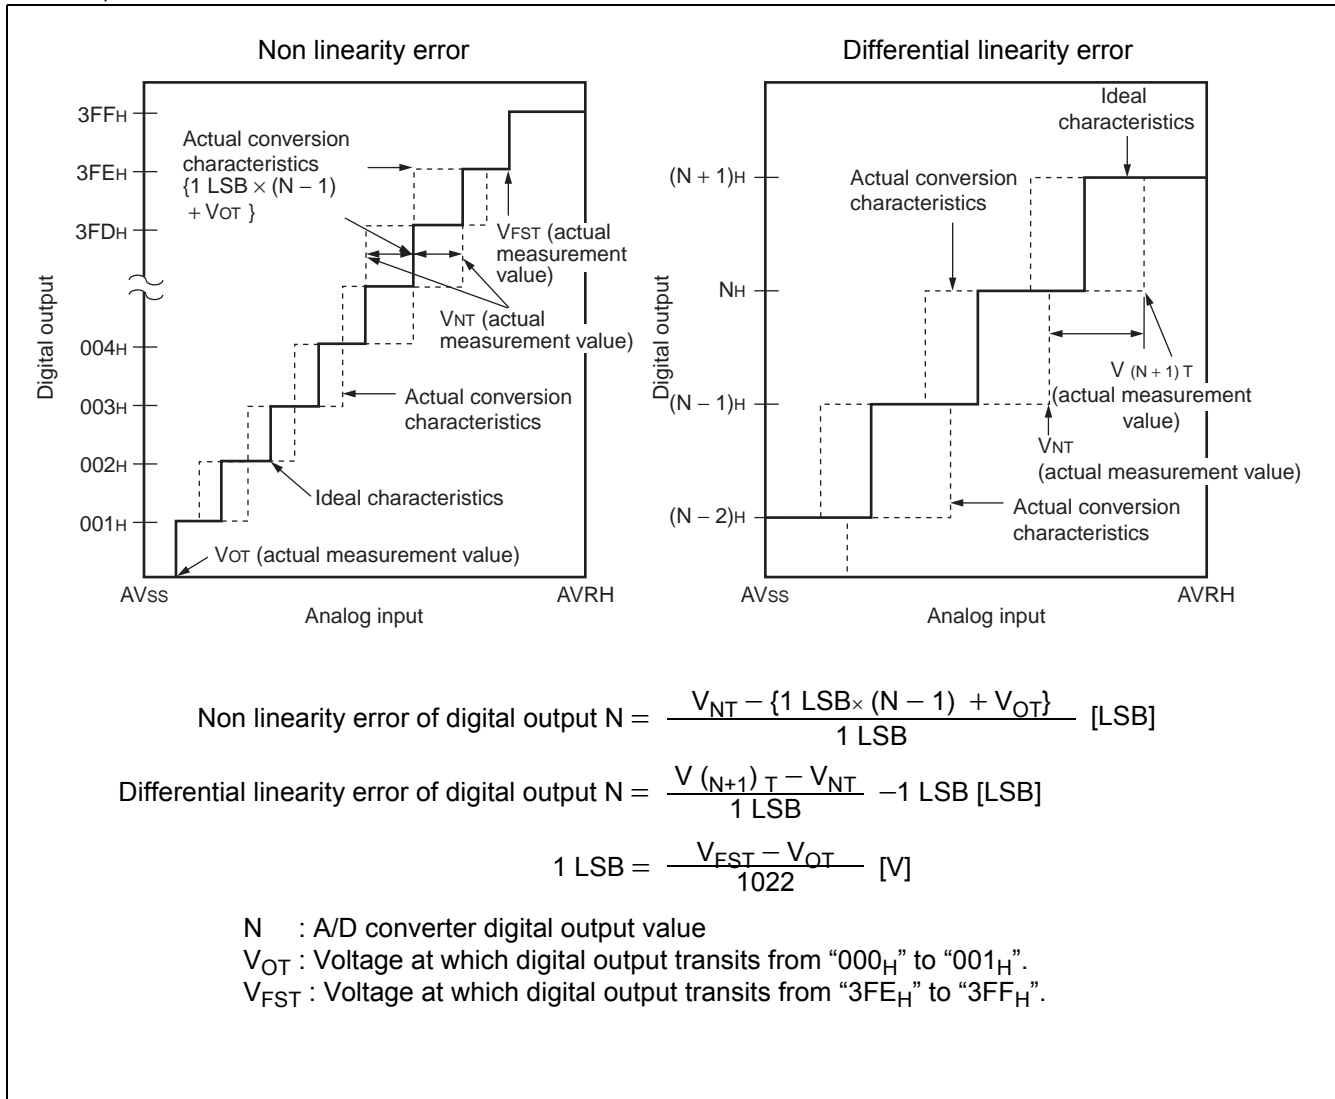 Non linearity error
3FFH
3FEH
3FDH
004H
003H
002H
001H
Digital output
Actual conversion
characteristics
{1 LSB × (N − 1)
+ VOT }
VFST (actual
measurement
value)
VNT (actual
measurement value)
Actual conversion
characteristics
Ideal characteristics
VOT (actual measurement value)
AVSS
AVRH
Analog input
Differential linearity error
(N + 1)H
NH
(N − 1)H
(N − 2)H
Digital output
Ideal
characteristics
Actual conversion
characteristics
V (N + 1) T
(actual measurement
value)
VNT
(actual measurement value)
Actual conversion
characteristics
AVSS
AVRH
Analog input
Non linearity error of digital output N = VNT − {1 LSB× (N − 1) + VOT} / 1 LSB [LSB]
Differential linearity error of digital output N = V (N+1) T − VNT / 1 LSB −1 LSB [LSB]
1 LSB = VFST − VOT / 1022 [V]
N : A/D converter digital output value
VOT : Voltage at which digital output transits from “000H” to “001H”.
VFST : Voltage at which digital output transits from “3FEH” to “3FFH”.